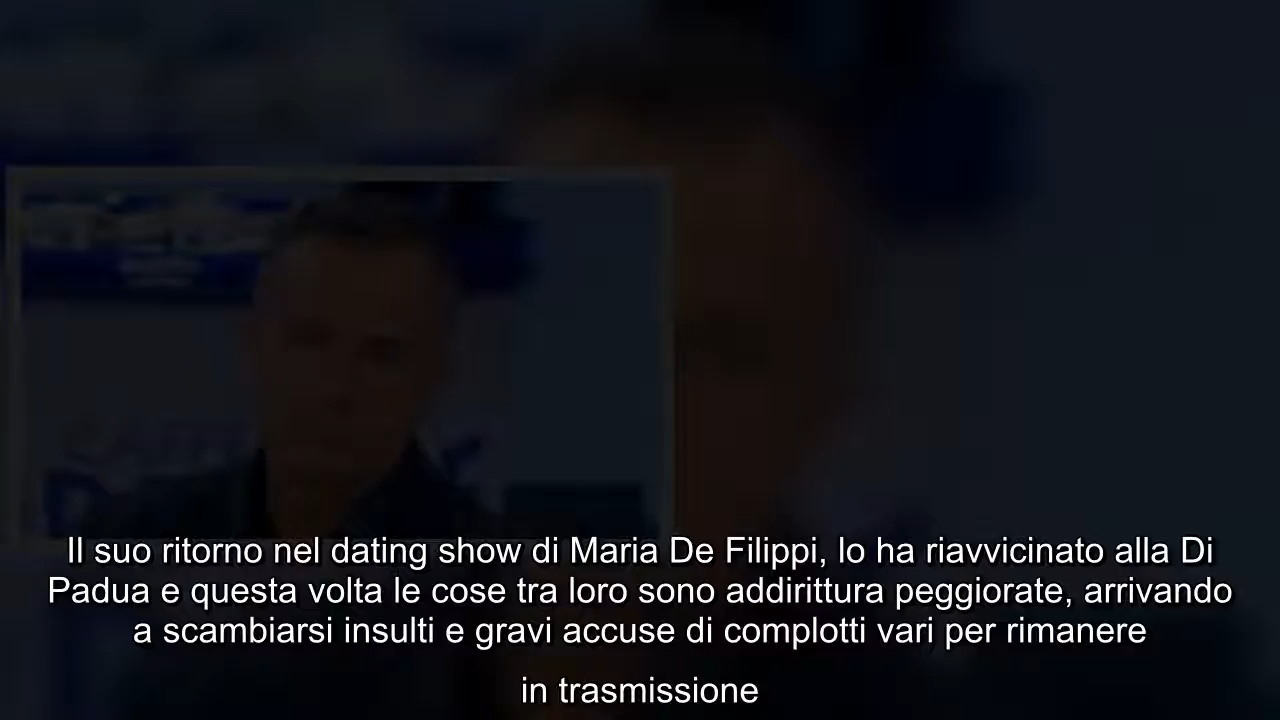 Il suo ritorno nel dating show di Maria De Filippi, lo ha riavvicinato alla Di
Padua e questa volta le cose tra loro sono addirittura peggiorate, arrivando
a scambiarsi insulti e gravi accuse di complotti vari per rimanere
in trasmissione